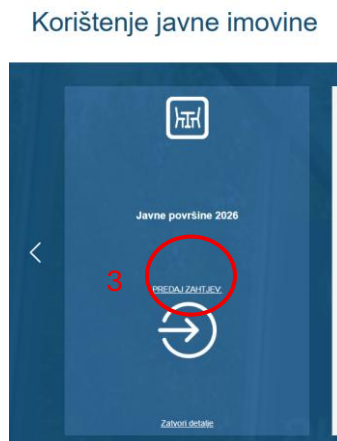 Korištenje javne imovine
Javne površine 2026
3
PREDAJ ZAHTJEV:
Zatvori detalje